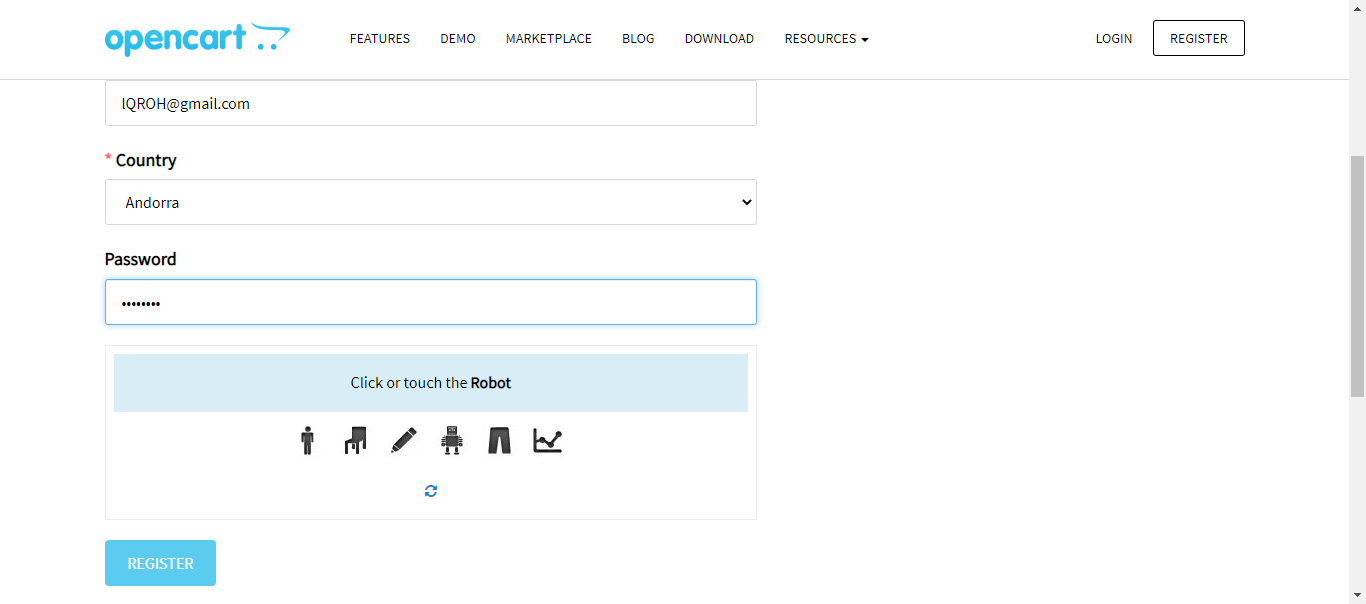 opencart
FEATURES DEMO MARKETPLACE BLOG DOWNLOAD RESOURCES LOGIN REGISTER
lQROH@gmail.com
* Country
Andorra
Password
••••••••
Click or touch the Robot
REGISTER